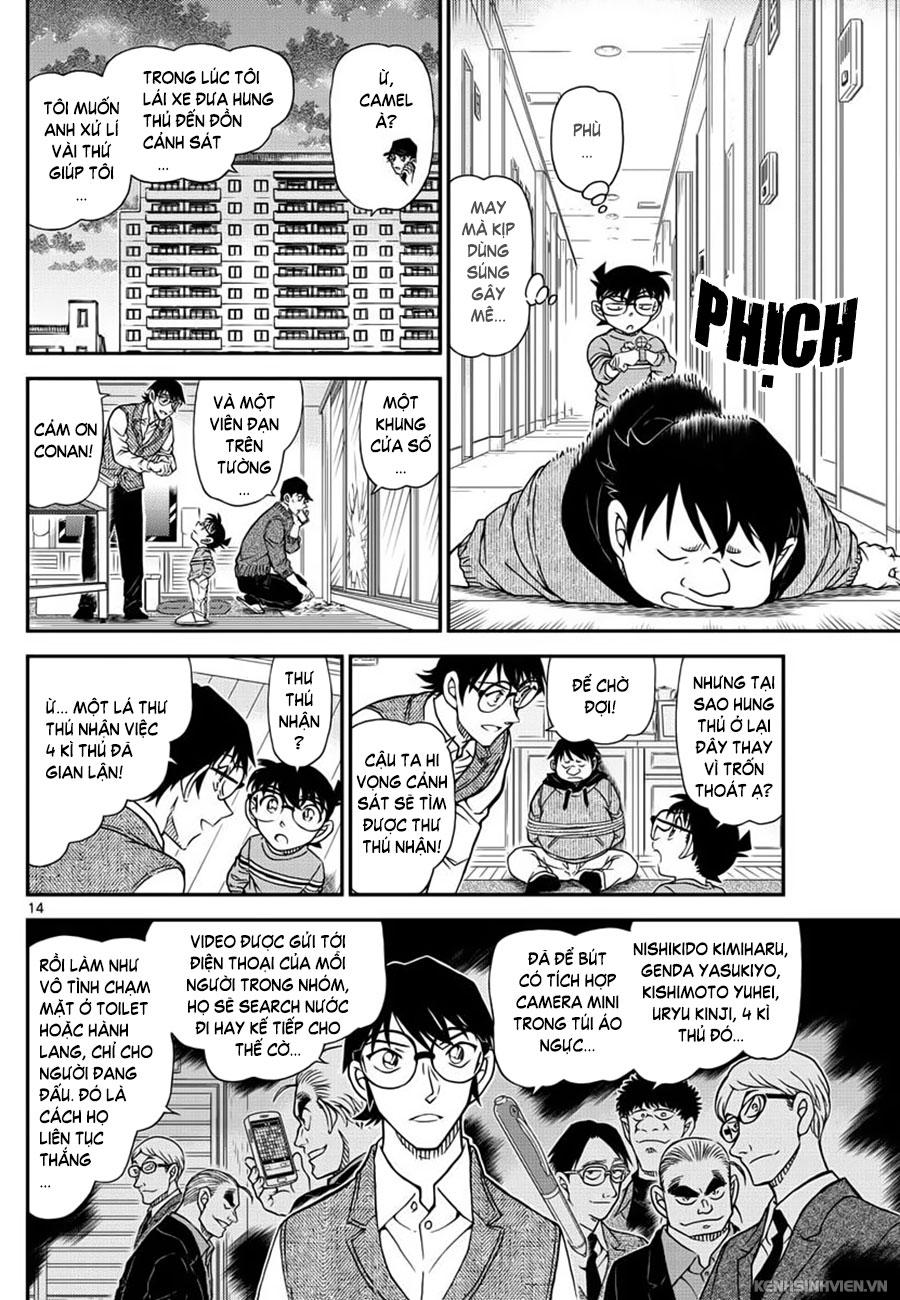 Ừ,
CAMEL
À?
TRONG LÚC TÔI
LÁI XE ĐƯA HUNG
THỦ ĐẾN ĐỒN
CẢNH SÁT
...
TÔI MUỐN
ANH XỬ LÍ
VÀI THỨ
GIÚP TÔI
...
PHÙ
...
MAY
MÀ KỊP
DÙNG
SÚNG
GÂY
MÊ...
PHỊCH
MỘT
KHUNG
CỬA SỔ
...
VÀ MỘT
VIÊN ĐẠN
TRÊN
TƯỜNG
...
CẢM ƠN
CONAN!
NHƯNG TẠI
SAO HUNG
THỦ Ở LẠI
ĐÂY THAY
VÌ TRỐN
THOÁT Ạ?
ĐỂ CHỜ
ĐỢI!
CẬU TA HI
VỌNG CẢNH
SÁT SẼ TÌM
ĐƯỢC THƯ
THÚ NHẬN!
THƯ
THÚ
NHẬN
?
Ừ... MỘT LÁ THƯ
THÚ NHẬN VIỆC
4 KÌ THỦ ĐÃ
GIAN LẬN!
14
NISHIKIDO KIMIHARU,
GENDA YASUKIYO,
KISHIMOTO YUHEI,
URYU KINJI, 4 KÌ
THỦ ĐÓ...
ĐÃ ĐỂ BÚT
CÓ TÍCH HỢP
CAMERA MINI
TRONG TÚI ÁO
NGỰC...
VIDEO ĐƯỢC GỬI TỚI
ĐIỆN THOẠI CỦA MỖI
NGƯỜI TRONG NHÓM,
HỌ SẼ SEARCH NƯỚC
ĐI HAY KẾ TIẾP CHO
THẾ CỜ...
RỒI LÀM NHƯ
VÔ TÌNH CHẠM
MẶT Ở TOILET
HOẶC HÀNH
LANG, CHỈ CHO
NGƯỜI ĐANG
ĐẤU. ĐÓ LÀ
CÁCH HỌ
LIÊN TỤC
THẮNG
...
KENHSINHVIEN.VN